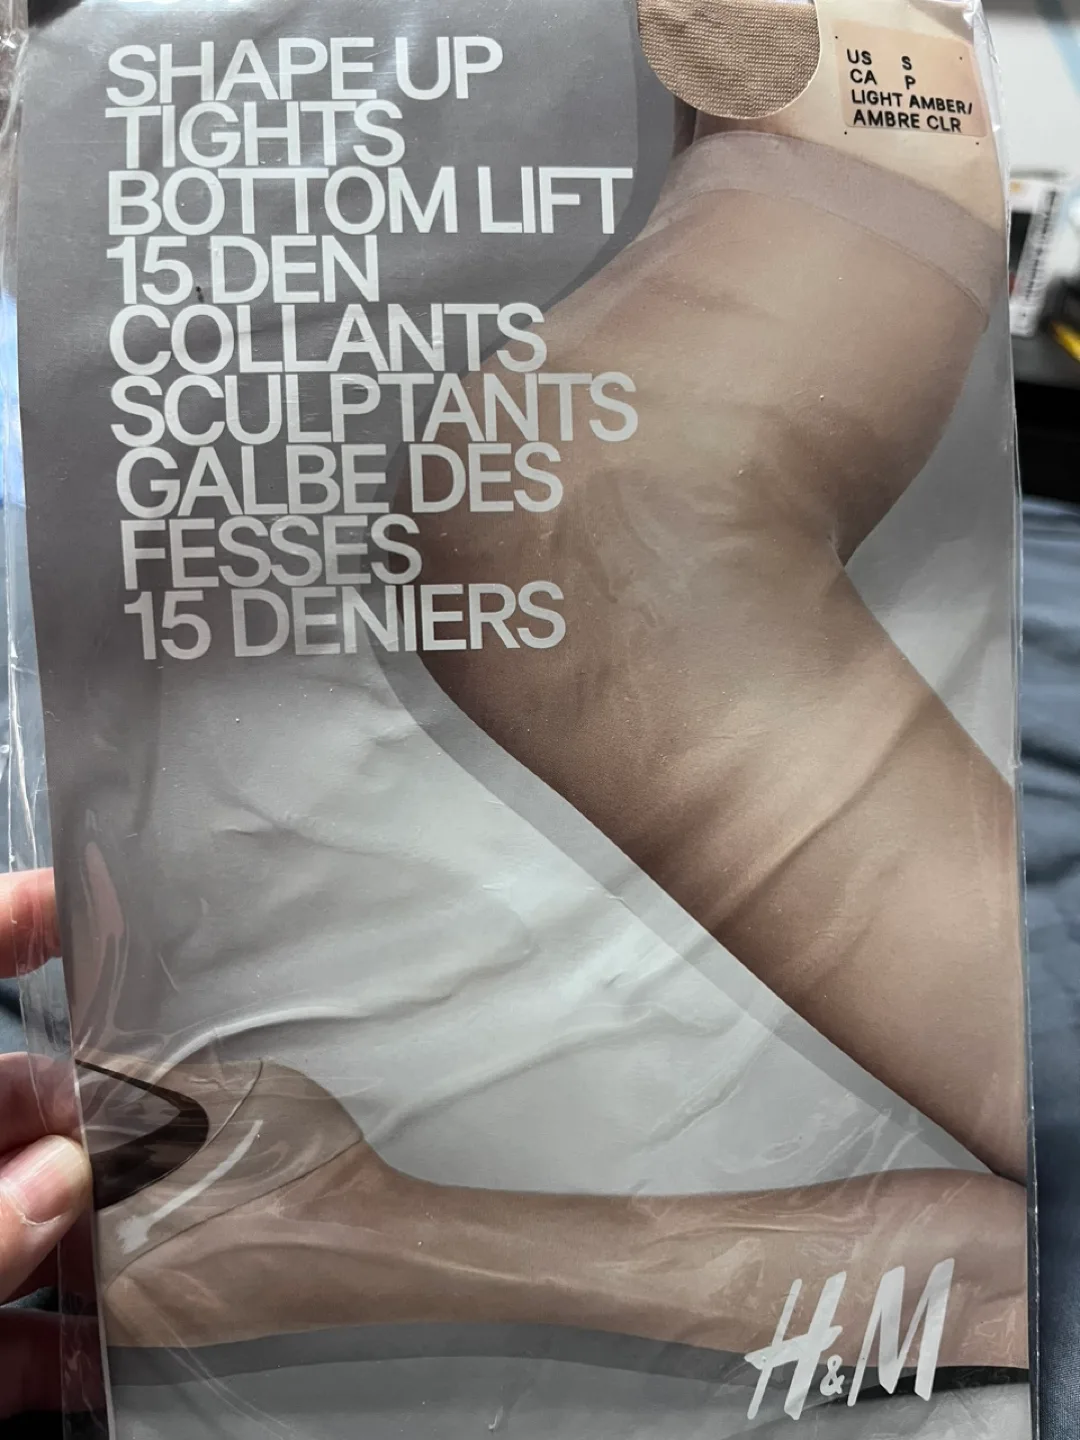 SHAPE UP
TIGHTS
BOTTOM LIFT
15 DEN
COLLANTS
SCULPTANTS
GALBE DES
FESSES
15 DENIERS
US S
CA P
LIGHT AMBER/
AMBRE CLR
H&M